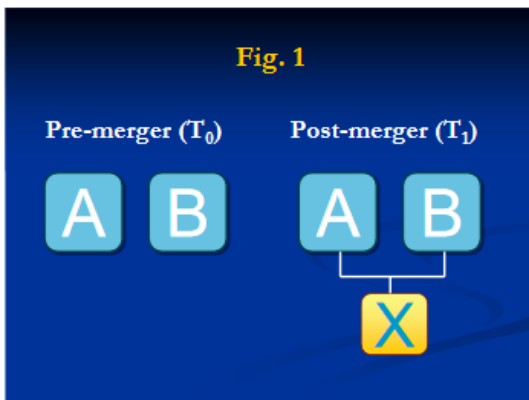 Fig. 1
Pre-merger (T₀) Post-merger (T₁)
A B A B
X